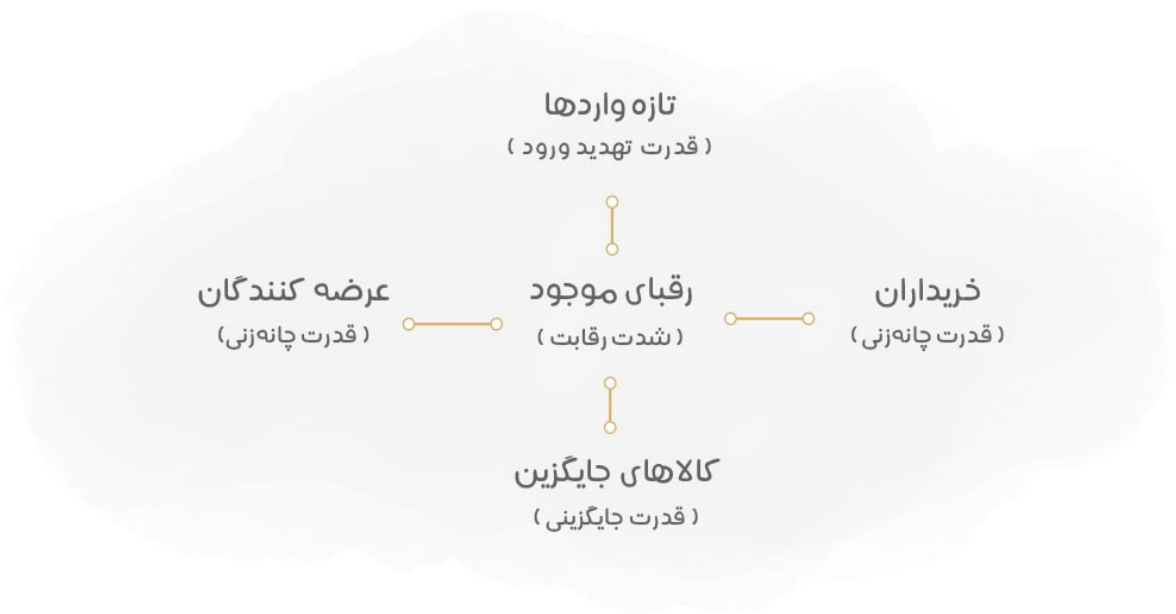 تازه واردها
( قدرت تهدید ورود )
خریداران
( قدرت چانه‌زنی )
رقبای موجود
( شدت رقابت )
عرضه کنندگان
( قدرت چانه‌زنی )
کالاهای جایگزین
( قدرت جایگزینی )